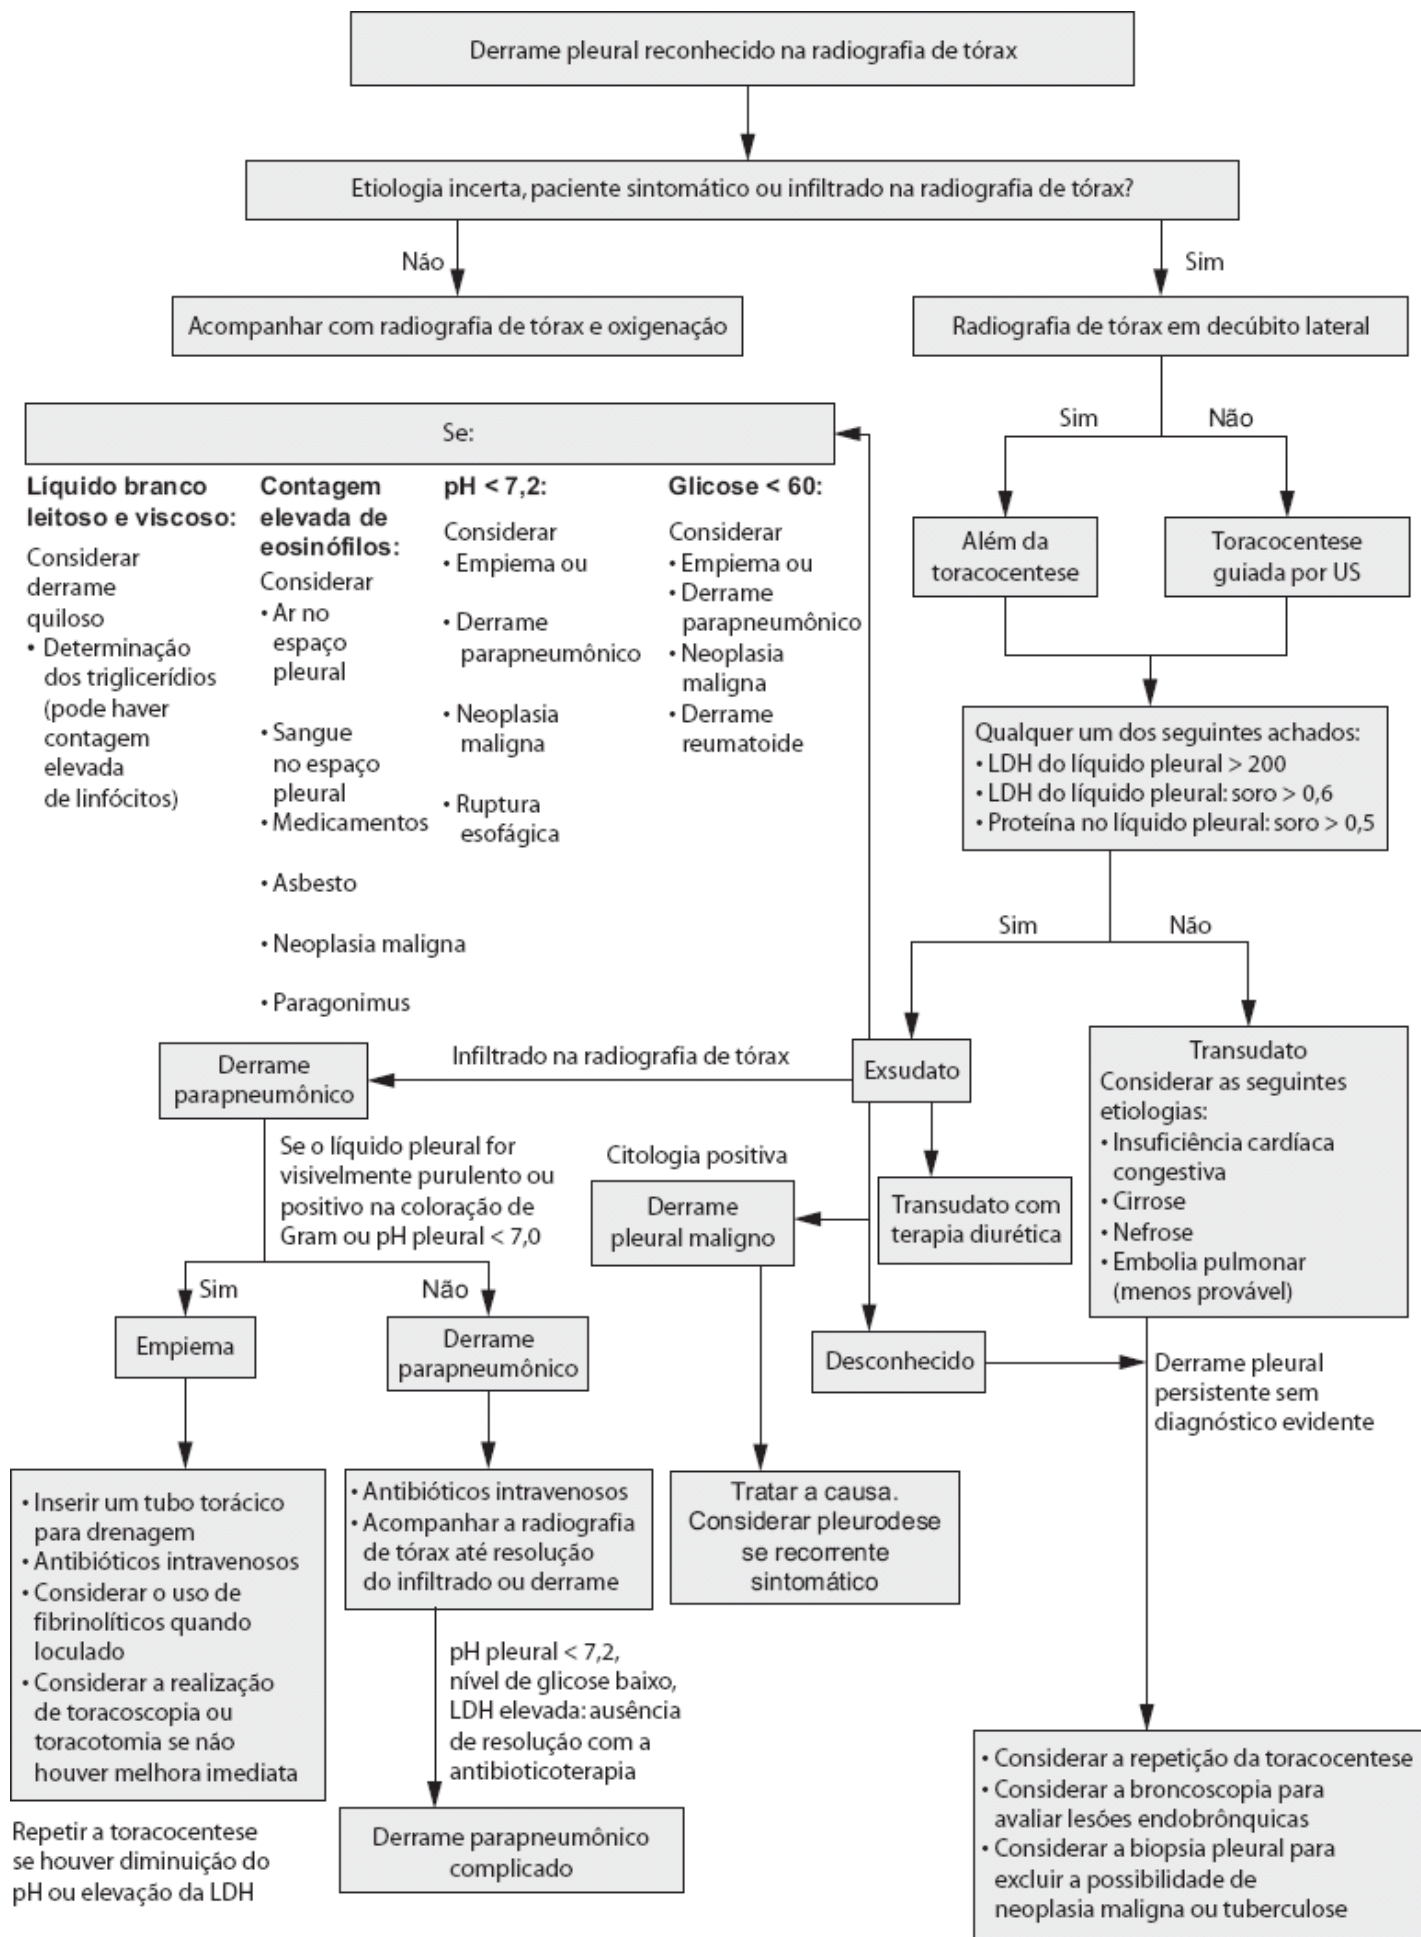 Derrame pleural reconhecido na radiografia de tórax
Etiologia incerta, paciente sintomático ou infiltrado na radiografia de tórax?
Não
Sim
Acompanhar com radiografia de tórax e oxigenação
Radiografia de tórax em decúbito lateral
Sim
Não
Além da
toracocentese
Toracocentese
guiada por US
Qualquer um dos seguintes achados:
• LDH do líquido pleural > 200
• LDH do líquido pleural: soro > 0,6
• Proteína no líquido pleural: soro > 0,5
Sim
Não
Se:
Líquido branco
leitoso e viscoso:
Considerar
derrame
quiloso
• Determinação
dos triglicerídios
(pode haver
contagem
elevada
de linfócitos)
Contagem
elevada de
eosinófilos:
Considerar
• Ar no
espaço
pleural
• Sangue
no espaço
pleural
• Medicamentos
• Asbesto
• Neoplasia maligna
• Paragonimus
pH < 7,2:
Considerar
• Empiema ou
• Derrame
parapneumônico
• Neoplasia
maligna
• Ruptura
esofágica
Glicose < 60:
Considerar
• Empiema ou
• Derrame
parapneumônico
• Neoplasia
maligna
• Derrame
reumatoide
Exsudato
Transudato
Considerar as seguintes
etiologias:
• Insuficiência cardíaca
congestiva
• Cirrose
• Nefrose
• Embolia pulmonar
(menos provável)
Infiltrado na radiografia de tórax
Derrame
parapneumônico
Se o líquido pleural for
visivelmente purulento ou
positivo na coloração de
Gram ou pH pleural < 7,0
Citologia positiva
Derrame
pleural maligno
Transudato com
terapia diurética
Sim
Não
Empiema
Derrame
parapneumônico
Desconhecido
Derrame pleural
persistente sem
diagnóstico evidente
• Inserir um tubo torácico
para drenagem
• Antibióticos intravenosos
• Considerar o uso de
fibrinolíticos quando
loculado
• Considerar a realização
de toracoscopia ou
toracotomia se não
houver melhora imediata
Repetir a toracocentese
se houver diminuição do
pH ou elevação da LDH
• Antibióticos intravenosos
• Acompanhar a radiografia
de tórax até resolução
do infiltrado ou derrame
pH pleural < 7,2,
nível de glicose baixo,
LDH elevada: ausência
de resolução com a
antibioticoterapia
Derrame parapneumônico
complicado
Tratar a causa.
Considerar pleurodese
se recorrente
sintomático
• Considerar a repetição da toracocentese
• Considerar a broncoscopia para
avaliar lesões endobrônquicas
• Considerar a biopsia pleural para
excluir a possibilidade de
neoplasia maligna ou tuberculose